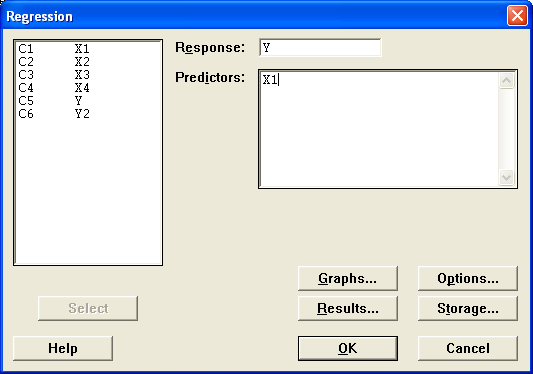 Regression
C1 X1
C2 X2
C3 X3
C4 X4
C5 Y
C6 Y2
Response: Y
Predictors: X1
Graphs... Options...
Select Results... Storage...
Help OK Cancel